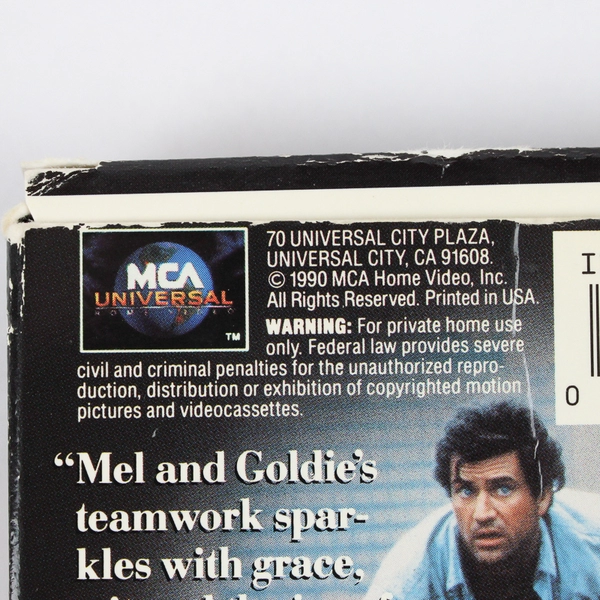 MCA
UNIVERSAL
HOME VIDEO
™
70 UNIVERSAL CITY PLAZA,
UNIVERSAL CITY, CA 91608.
© 1990 MCA Home Video, Inc.
All Rights Reserved. Printed in USA.
WARNING: For private home use
only. Federal law provides severe
civil and criminal penalties for the unauthorized repro-
duction, distribution or exhibition of copyrighted motion
pictures and videocassettes.
I
0
“Mel and Goldie's
teamwork spar-
kles with grace,